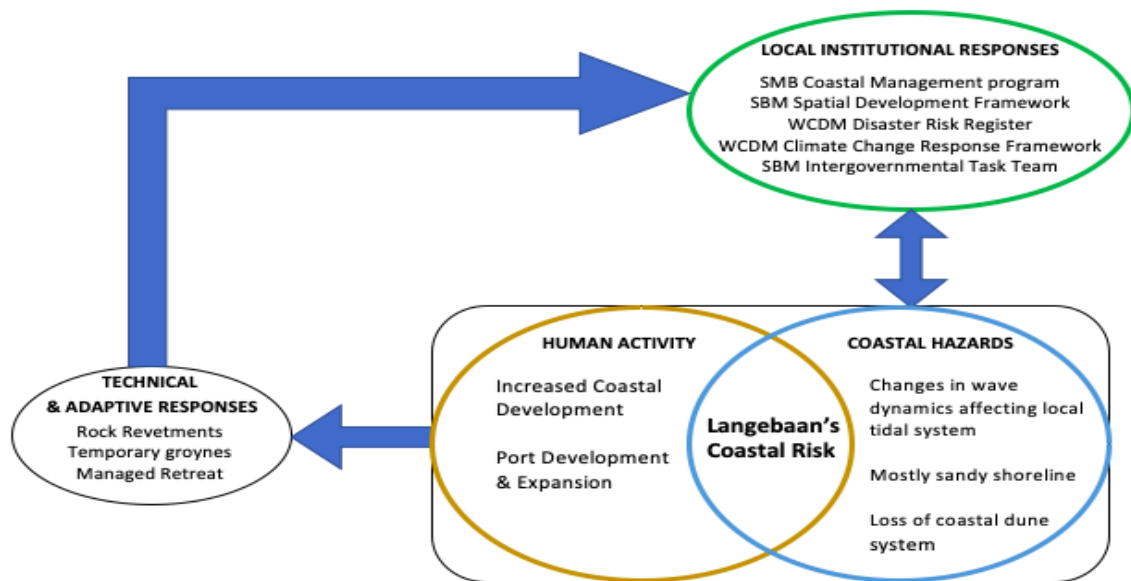 LOCAL INSTITUTIONAL RESPONSES
SMB Coastal Management program
SBM Spatial Development Framework
WCDM Disaster Risk Register
WCDM Climate Change Response Framework
SBM Intergovernmental Task Team
HUMAN ACTIVITY
Increased Coastal
Development
Port Development
& Expansion
Langebaan's
Coastal Risk
COASTAL HAZARDS
Changes in wave
dynamics affecting local
tidal system
Mostly sandy shoreline
Loss of coastal dune
system
TECHNICAL
& ADAPTIVE RESPONSES
Rock Revetments
Temporary groynes
Managed Retreat